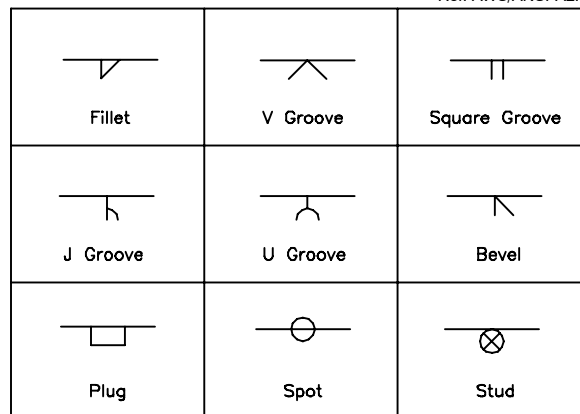 Fillet
V Groove
Square Groove
J Groove
U Groove
Bevel
Plug
Spot
Stud